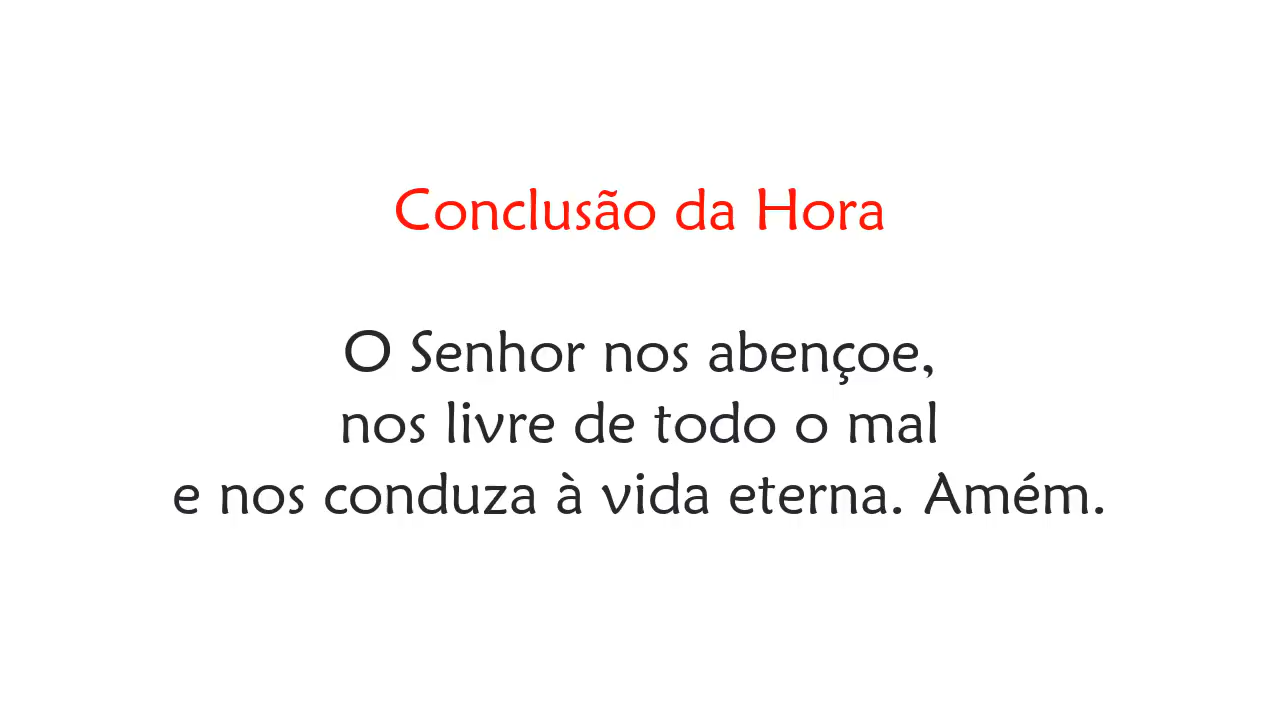 Conclusão da Hora
O Senhor nos abençoe,
nos livre de todo o mal
e nos conduza à vida eterna. Amém.